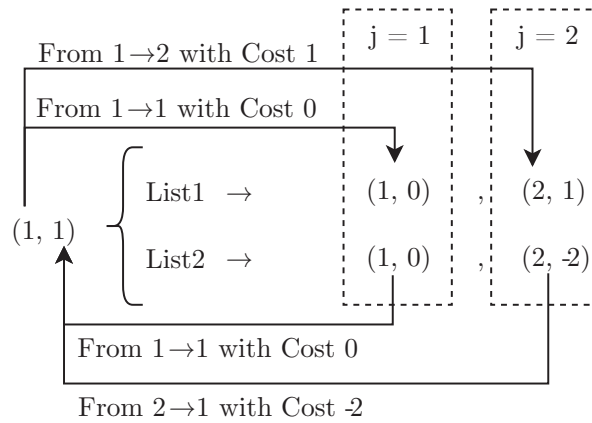 j = 1 j = 2
From 1→2 with Cost 1
From 1→1 with Cost 0
List1 → (1, 0) , (2, 1)
(1, 1)
List2 → (1, 0) , (2, -2)
From 1→1 with Cost 0
From 2→1 with Cost -2